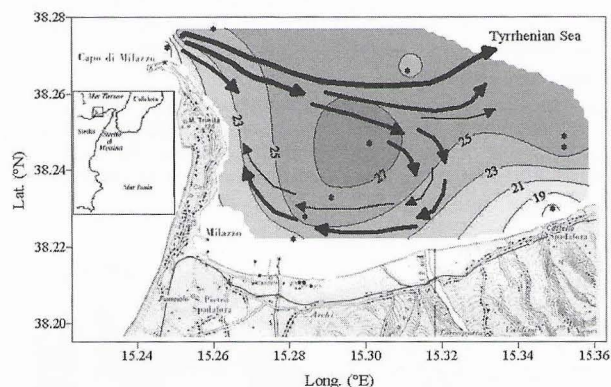 38.28
38.26
38.24
38.22
38.20
Lat. (°N)
Tyrrhenian Sea
Capo di Milazzo
Mar Tirreno
Calabria
Sicilia
Stretto
di
Messina
Mar Ionio
M. Trinità
23
25
27
25
23
21
19
Milazzo
Spadafora
Pietro
Spadafora
Archi
15.24
15.26
15.28
15.30
15.32
15.34
15.36
Long. (°E)